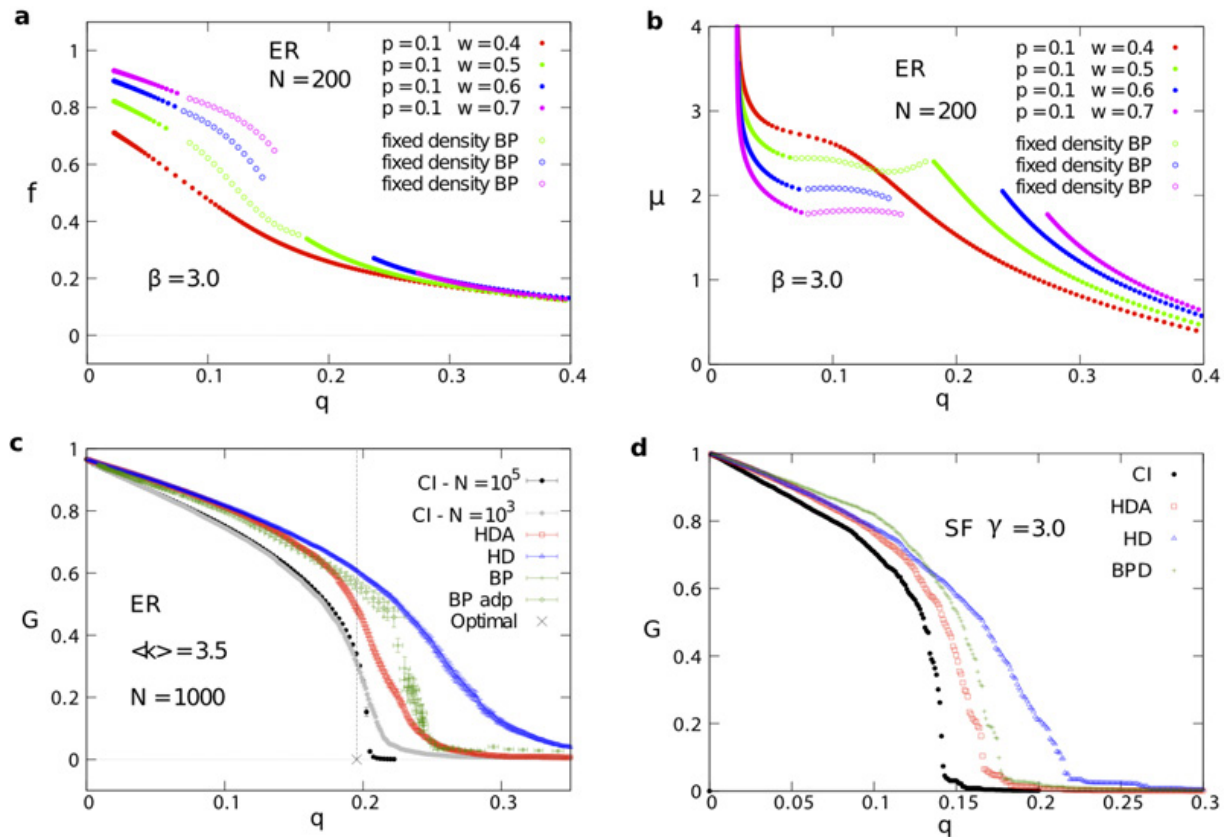 a
ER
N = 200
p = 0.1 w = 0.4
p = 0.1 w = 0.5
p = 0.1 w = 0.6
p = 0.1 w = 0.7
fixed density BP
fixed density BP
fixed density BP
β = 3.0
f
1
0.8
0.6
0.4
0.2
0
0 0.1 0.2 0.3 0.4
q
b
ER
N = 200
p = 0.1 w = 0.4
p = 0.1 w = 0.5
p = 0.1 w = 0.6
p = 0.1 w = 0.7
fixed density BP
fixed density BP
fixed density BP
β = 3.0
μ
4
3
2
1
0
0 0.1 0.2 0.3 0.4
q
c
CI - N = 10⁵
CI - N = 10³
HDA
HD
BP
BP adp
Optimal
ER
<k> = 3.5
N = 1000
G
1
0.8
0.6
0.4
0.2
0
0 0.1 0.2 0.3
q
d
CI
HDA
HD
BPD
SF γ = 3.0
G
1
0.8
0.6
0.4
0.2
0
0 0.05 0.1 0.15 0.2 0.25 0.3
q